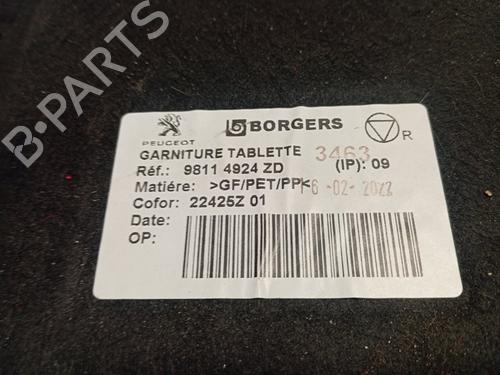 B-PARTS
PEUGEOT
BORGERS
R
GARNITURE TABLETTE
3463
Réf.: 9811 4924 ZD
(IP): 09
Matiére: >GF/PET/PP<
6-02-2022
Cofor: 22425Z 01
Date:
OP: